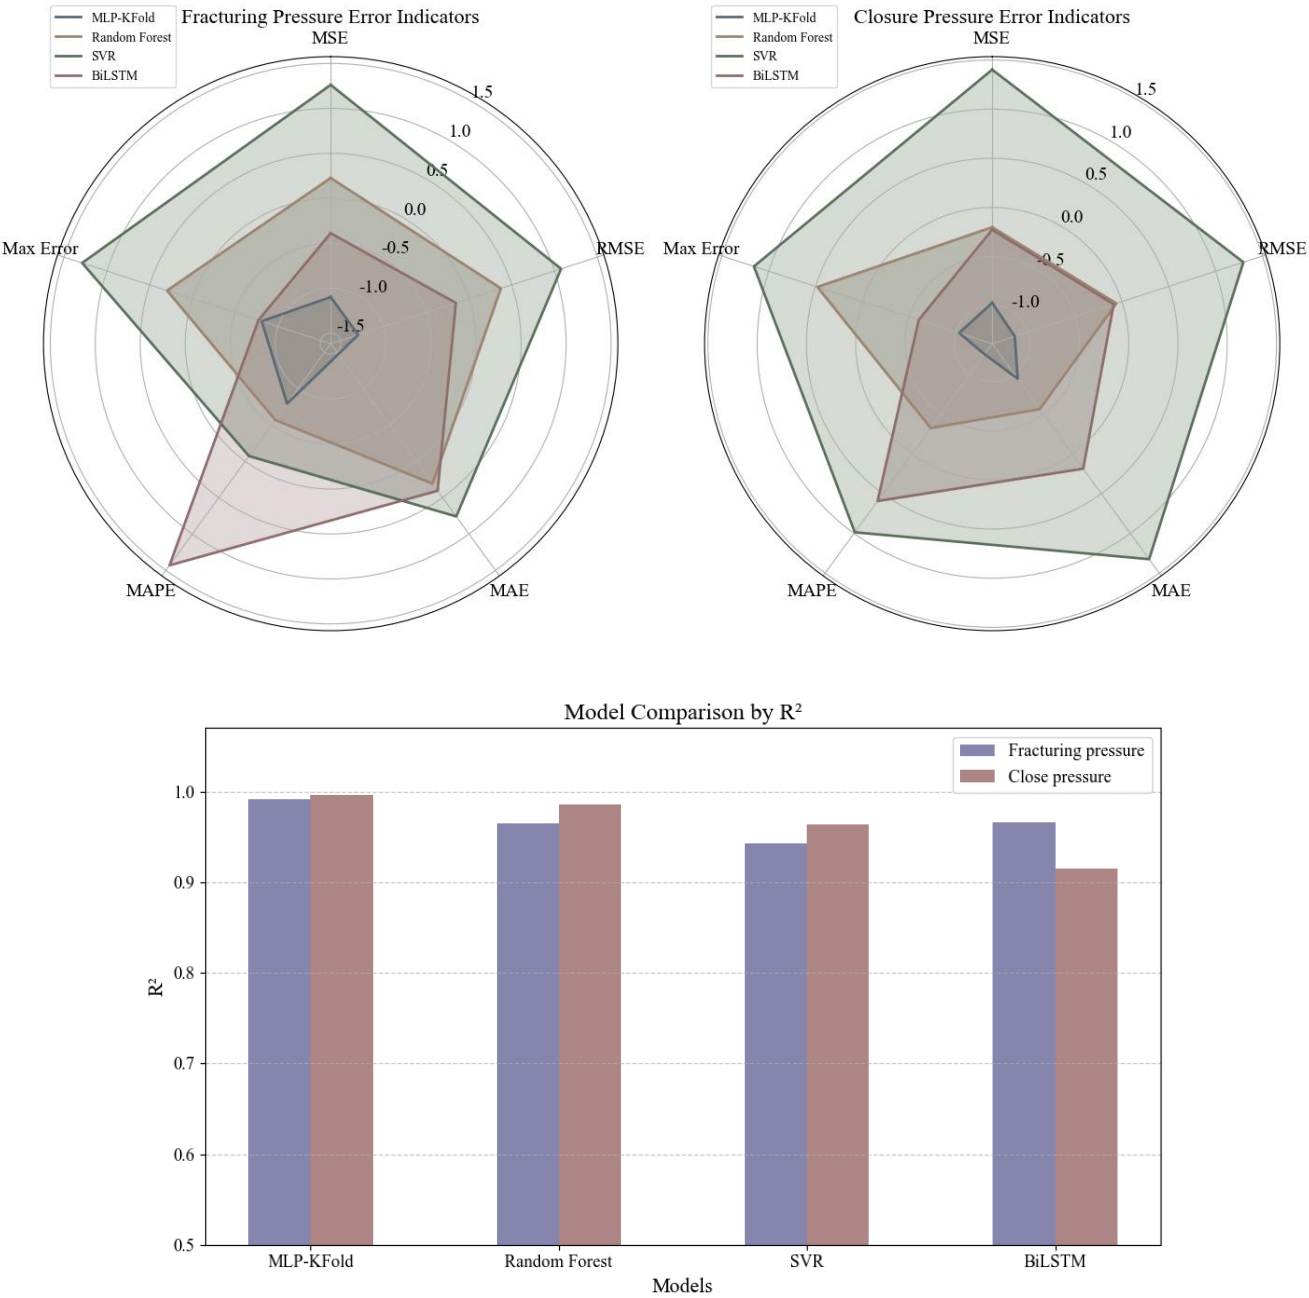 Fracturing Pressure Error Indicators
MLP-KFold
Random Forest
SVR
BiLSTM
MSE
RMSE
MAE
MAPE
Max Error
1.5
1.0
0.5
0.0
-0.5
-1.0
-1.5
Closure Pressure Error Indicators
MLP-KFold
Random Forest
SVR
BiLSTM
MSE
RMSE
MAE
MAPE
Max Error
1.5
1.0
0.5
0.0
-0.5
-1.0
Model Comparison by R²
Fracturing pressure
Close pressure
R²
1.0
0.9
0.8
0.7
0.6
0.5
MLP-KFold
Random Forest
SVR
BiLSTM
Models